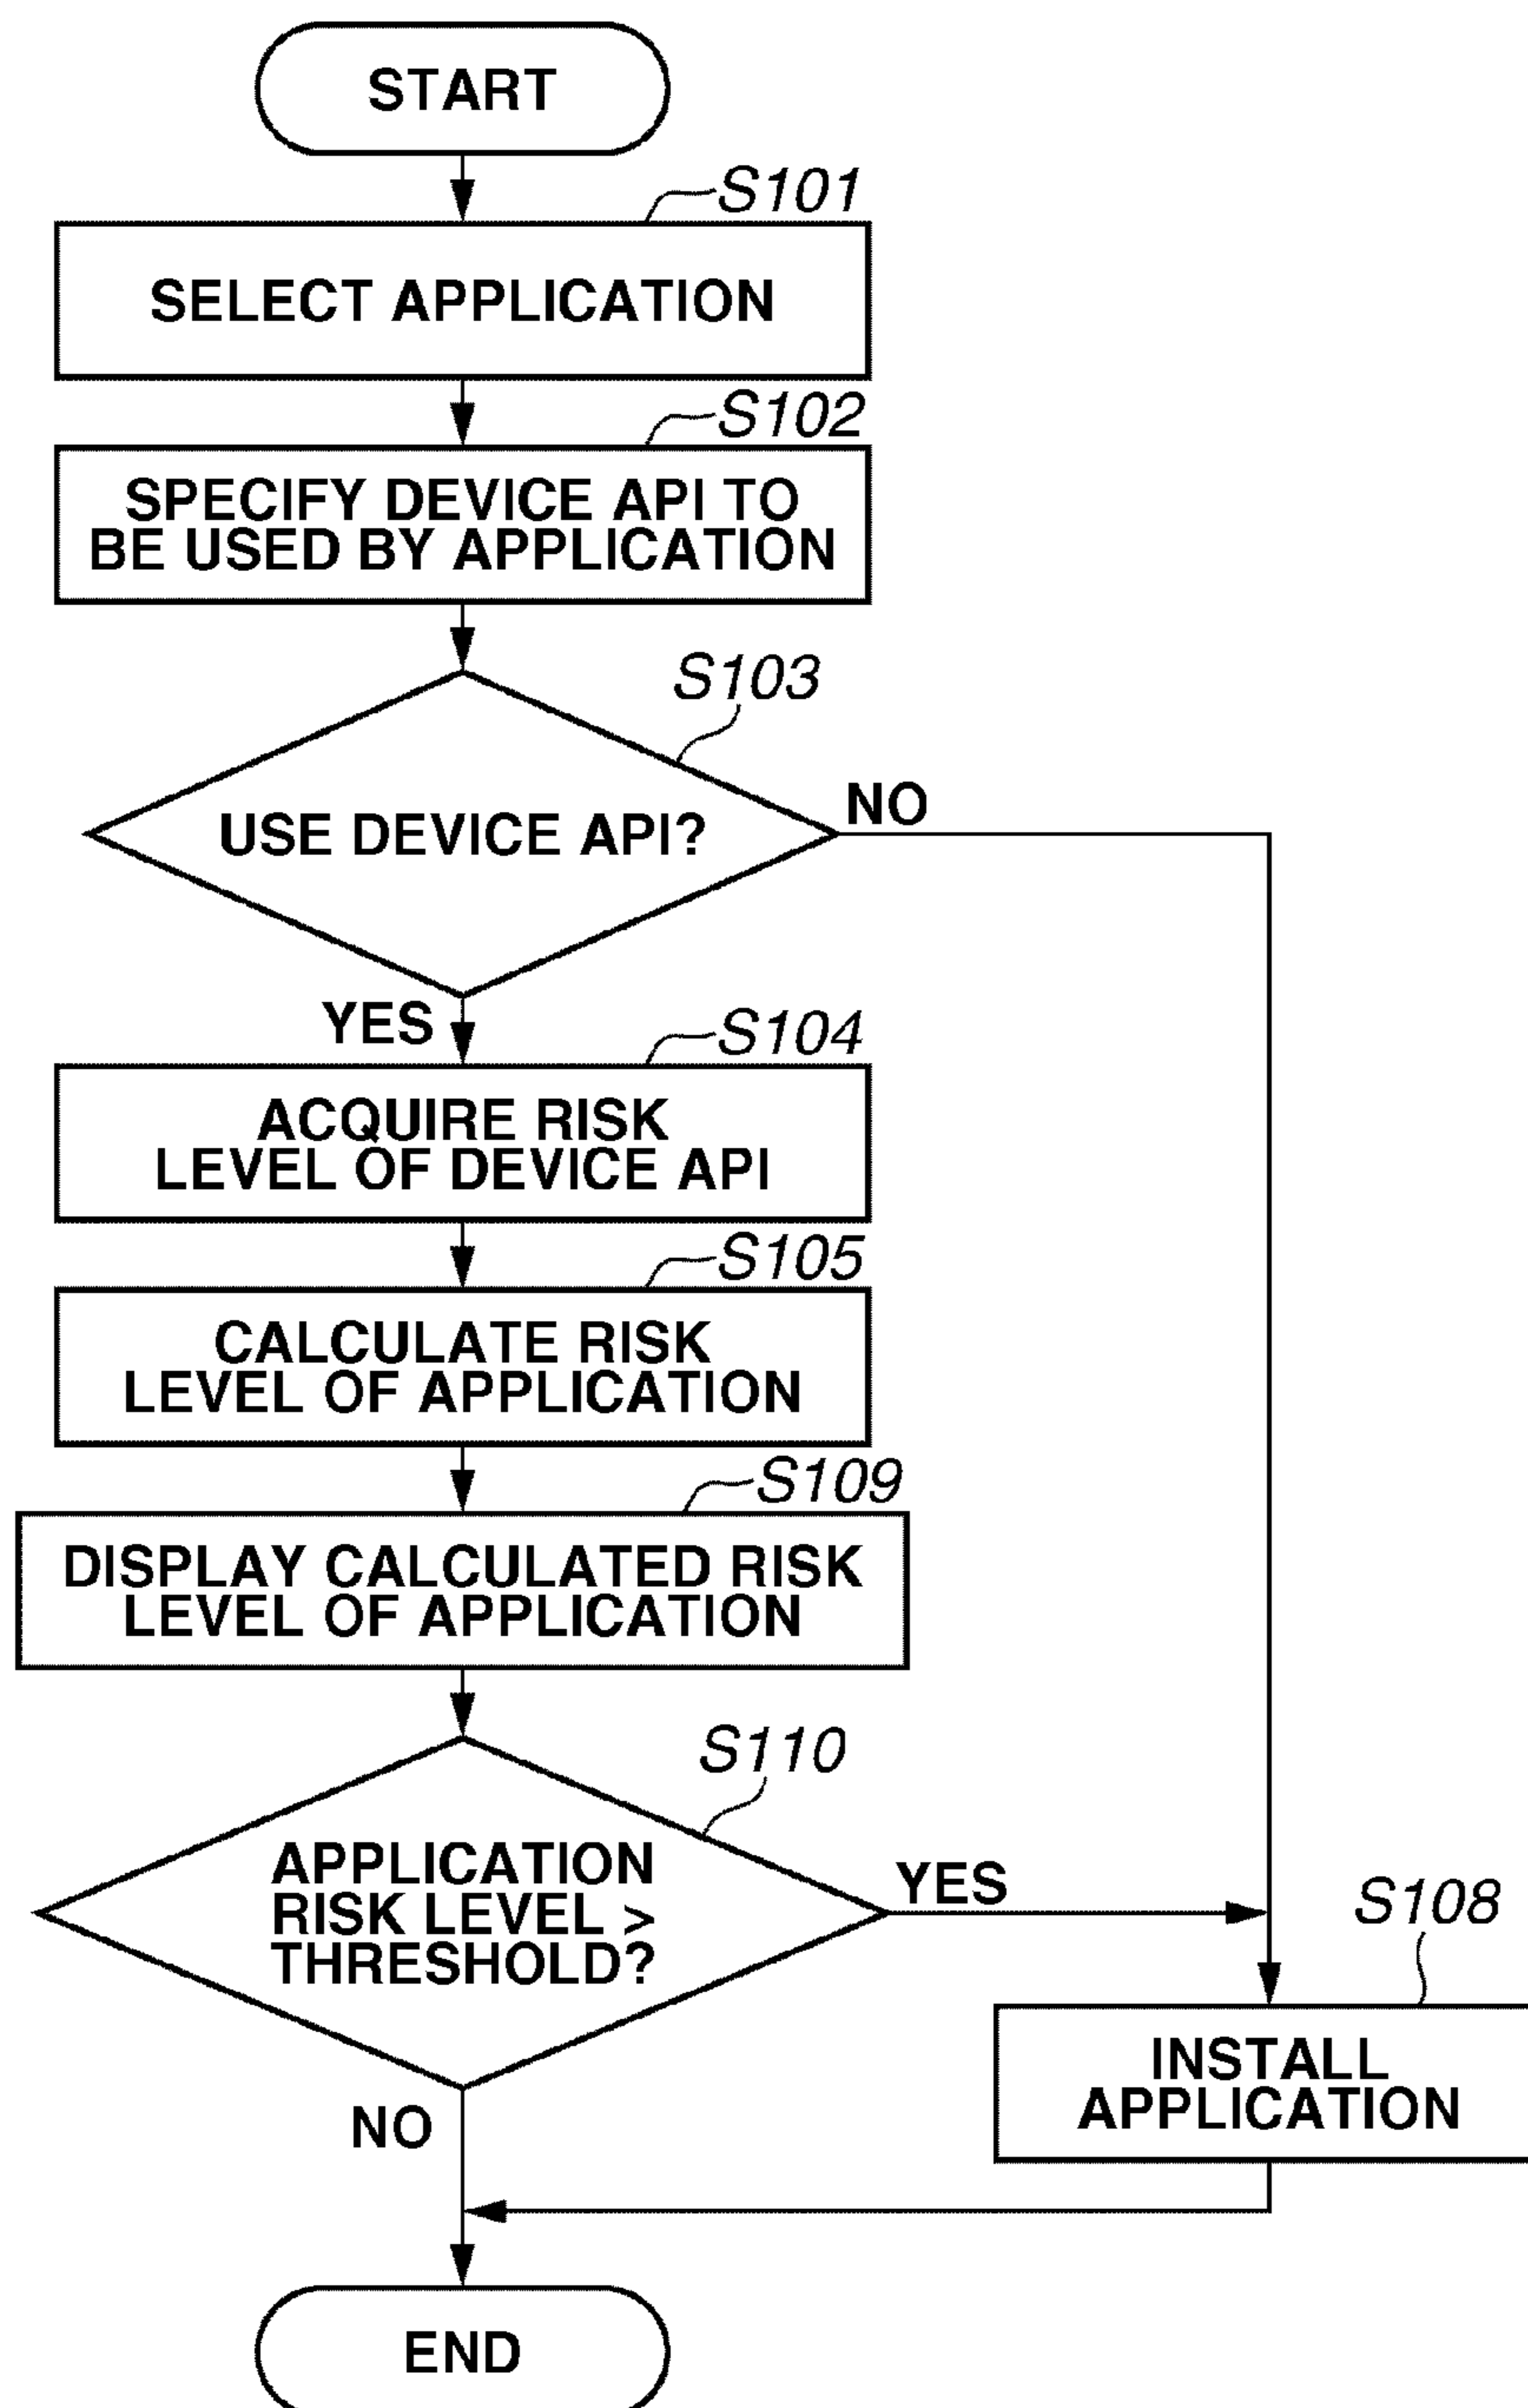 START
S101
SELECT APPLICATION
S102
SPECIFY DEVICE API TO
BE USED BY APPLICATION
S103
USE DEVICE API?
NO
YES
S104
ACQUIRE RISK
LEVEL OF DEVICE API
S105
CALCULATE RISK
LEVEL OF APPLICATION
S109
DISPLAY CALCULATED RISK
LEVEL OF APPLICATION
S110
APPLICATION
RISK LEVEL >
THRESHOLD?
YES
S108
INSTALL
APPLICATION
NO
END